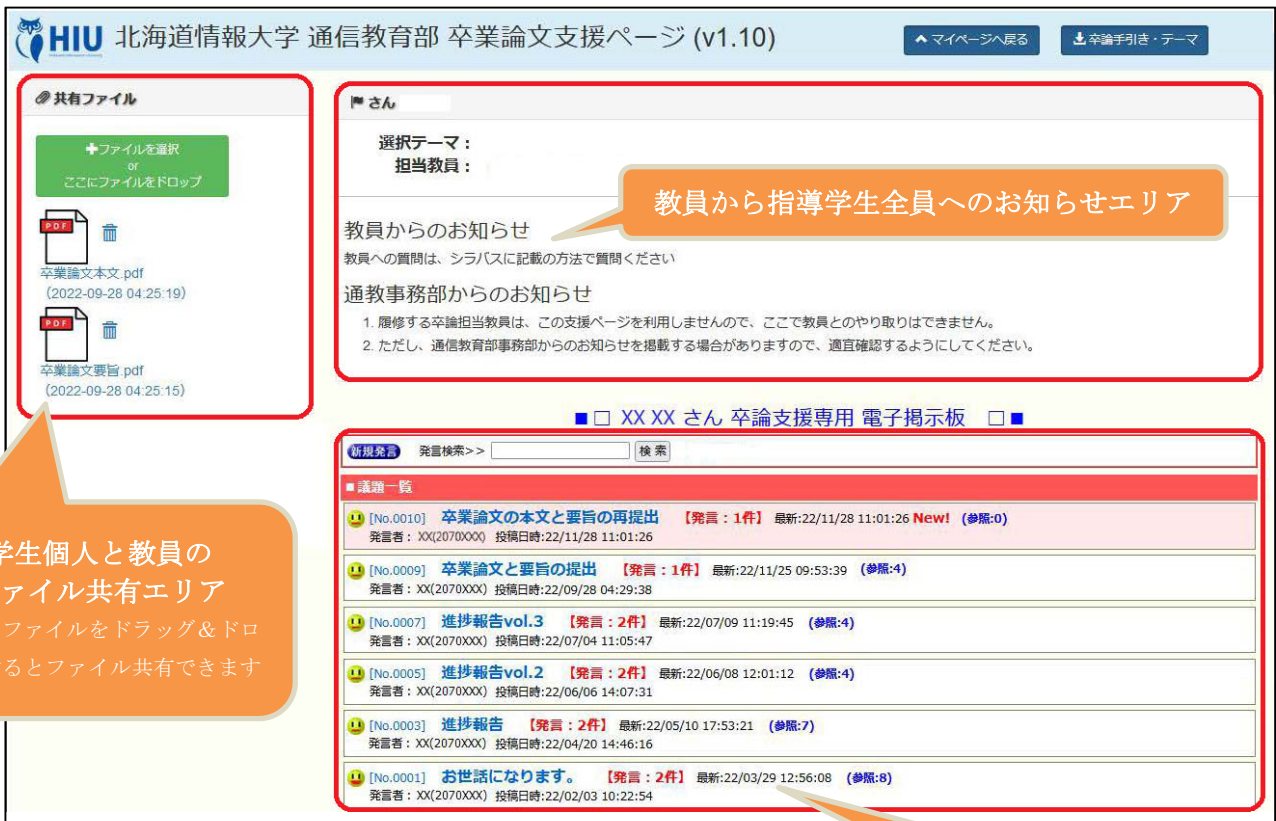 HIU 北海道情報大学 通信教育部 卒業論文支援ページ (v1.10)
マイページへ戻る
卒論手引き・テーマ
共有ファイル
ファイルを選択
or
ここにファイルをドロップ
PDF
卒業論文本文.pdf
(2022-09-28 04:25:19)
PDF
卒業論文要旨.pdf
(2022-09-28 04:25:15)
学生個人と教員の
ファイル共有エリア
ファイルをドラッグ＆ドロ
するとファイル共有できます
さん
選択テーマ：
担当教員：
教員から指導学生全員へのお知らせエリア
教員からのお知らせ
教員への質問は、シラバスに記載の方法で質問ください
通教事務部からのお知らせ
1. 履修する卒論担当教員は、この支援ページを利用しませんので、ここで教員とのやり取りはできません。
2. ただし、通信教育部事務部からのお知らせを掲載する場合がありますので、適宜確認するようにしてください。
■□ XX XX さん 卒論支援専用 電子掲示板 □■
新規発言 発言検索>> 検索
■議題一覧
[No.0010] 卒業論文の本文と要旨の再提出 【発言：1件】 最新:22/11/28 11:01:26 New! (参照:0)
発言者：XX(2070XXX) 投稿日時:22/11/28 11:01:26
[No.0009] 卒業論文と要旨の提出 【発言：1件】 最新:22/11/25 09:53:39 (参照:4)
発言者：XX(2070XXX) 投稿日時:22/09/28 04:29:38
[No.0007] 進捗報告vol.3 【発言：2件】 最新:22/07/09 11:19:45 (参照:4)
発言者：XX(2070XXX) 投稿日時:22/07/04 11:05:47
[No.0005] 進捗報告vol.2 【発言：2件】 最新:22/06/08 12:01:12 (参照:4)
発言者：XX(2070XXX) 投稿日時:22/06/06 14:07:31
[No.0003] 進捗報告 【発言：2件】 最新:22/05/10 17:53:21 (参照:7)
発言者：XX(2070XXX) 投稿日時:22/04/20 14:46:16
[No.0001] お世話になります。 【発言：2件】 最新:22/03/29 12:56:08 (参照:8)
発言者：XX(2070XXX) 投稿日時:22/02/03 10:22:54